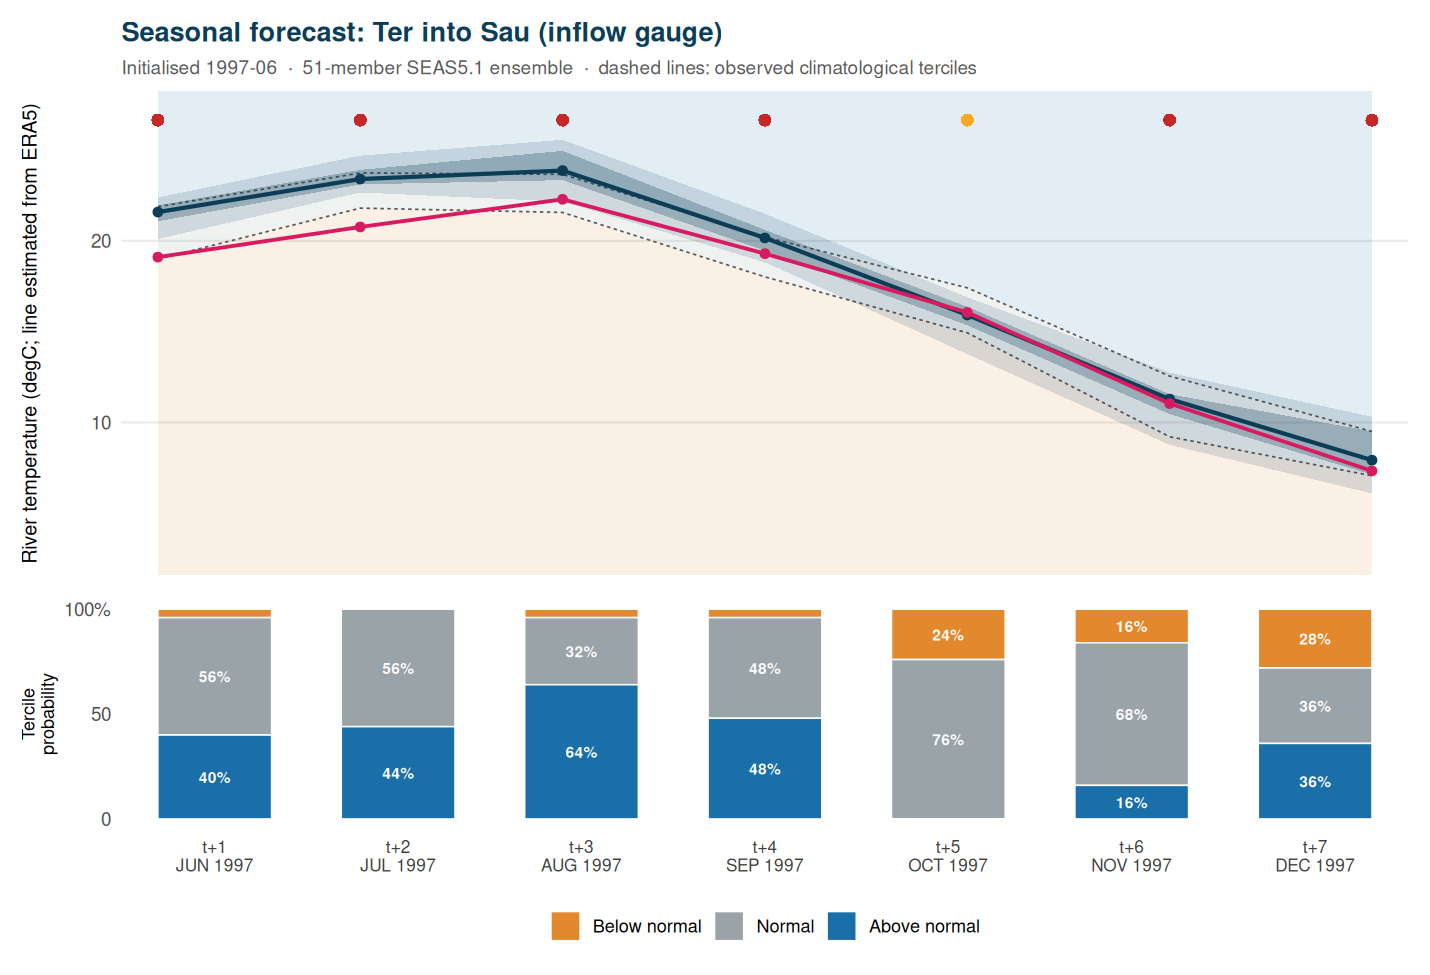 Seasonal forecast: Ter into Sau (inflow gauge)
Initialised 1997-06 · 51-member SEAS5.1 ensemble · dashed lines: observed climatological terciles
River temperature (degC; line estimated from ERA5)
20
10
Tercile
probability
100%
50
0
56%
40%
56%
44%
32%
64%
48%
48%
24%
76%
16%
68%
16%
28%
36%
36%
t+1
JUN 1997
t+2
JUL 1997
t+3
AUG 1997
t+4
SEP 1997
t+5
OCT 1997
t+6
NOV 1997
t+7
DEC 1997
Below normal
Normal
Above normal